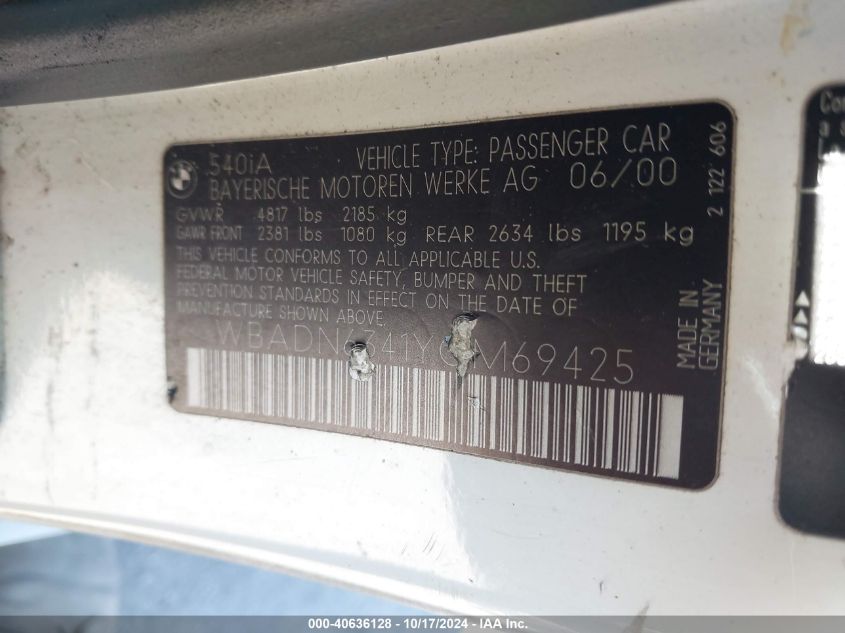 540iA VEHICLE TYPE: PASSENGER CAR
BAYERISCHE MOTOREN WERKE AG 06/00
GVWR 4817 lbs 2185 kg
GAWR FRONT 2381 lbs 1080 kg REAR 2634 lbs 1195 kg
THIS VEHICLE CONFORMS TO ALL APPLICABLE U.S.
FEDERAL MOTOR VEHICLE SAFETY, BUMPER AND THEFT
PREVENTION STANDARDS IN EFFECT ON THE DATE OF
MANUFACTURE SHOWN ABOVE.
MADE IN
GERMANY
2 122 606
000-40636128 - 10/17/2024 - IAA Inc.